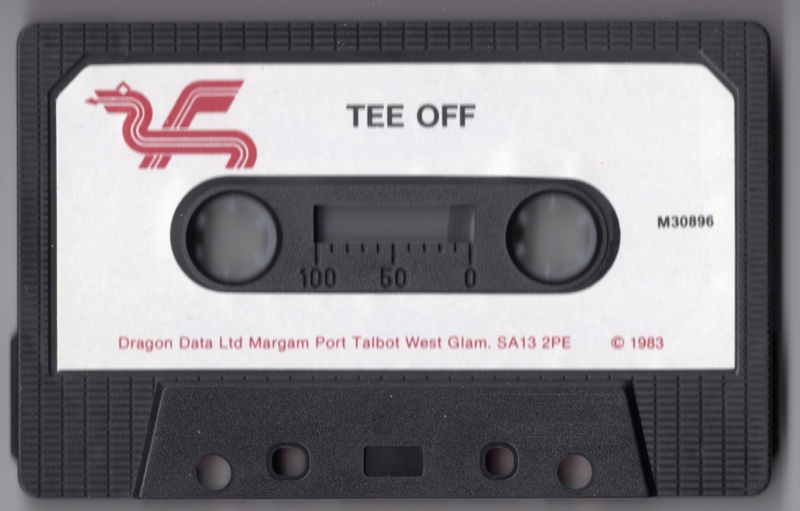 TEE OFF
M30896
100 50 0
Dragon Data Ltd Margam Port Talbot West Glam. SA13 2PE © 1983